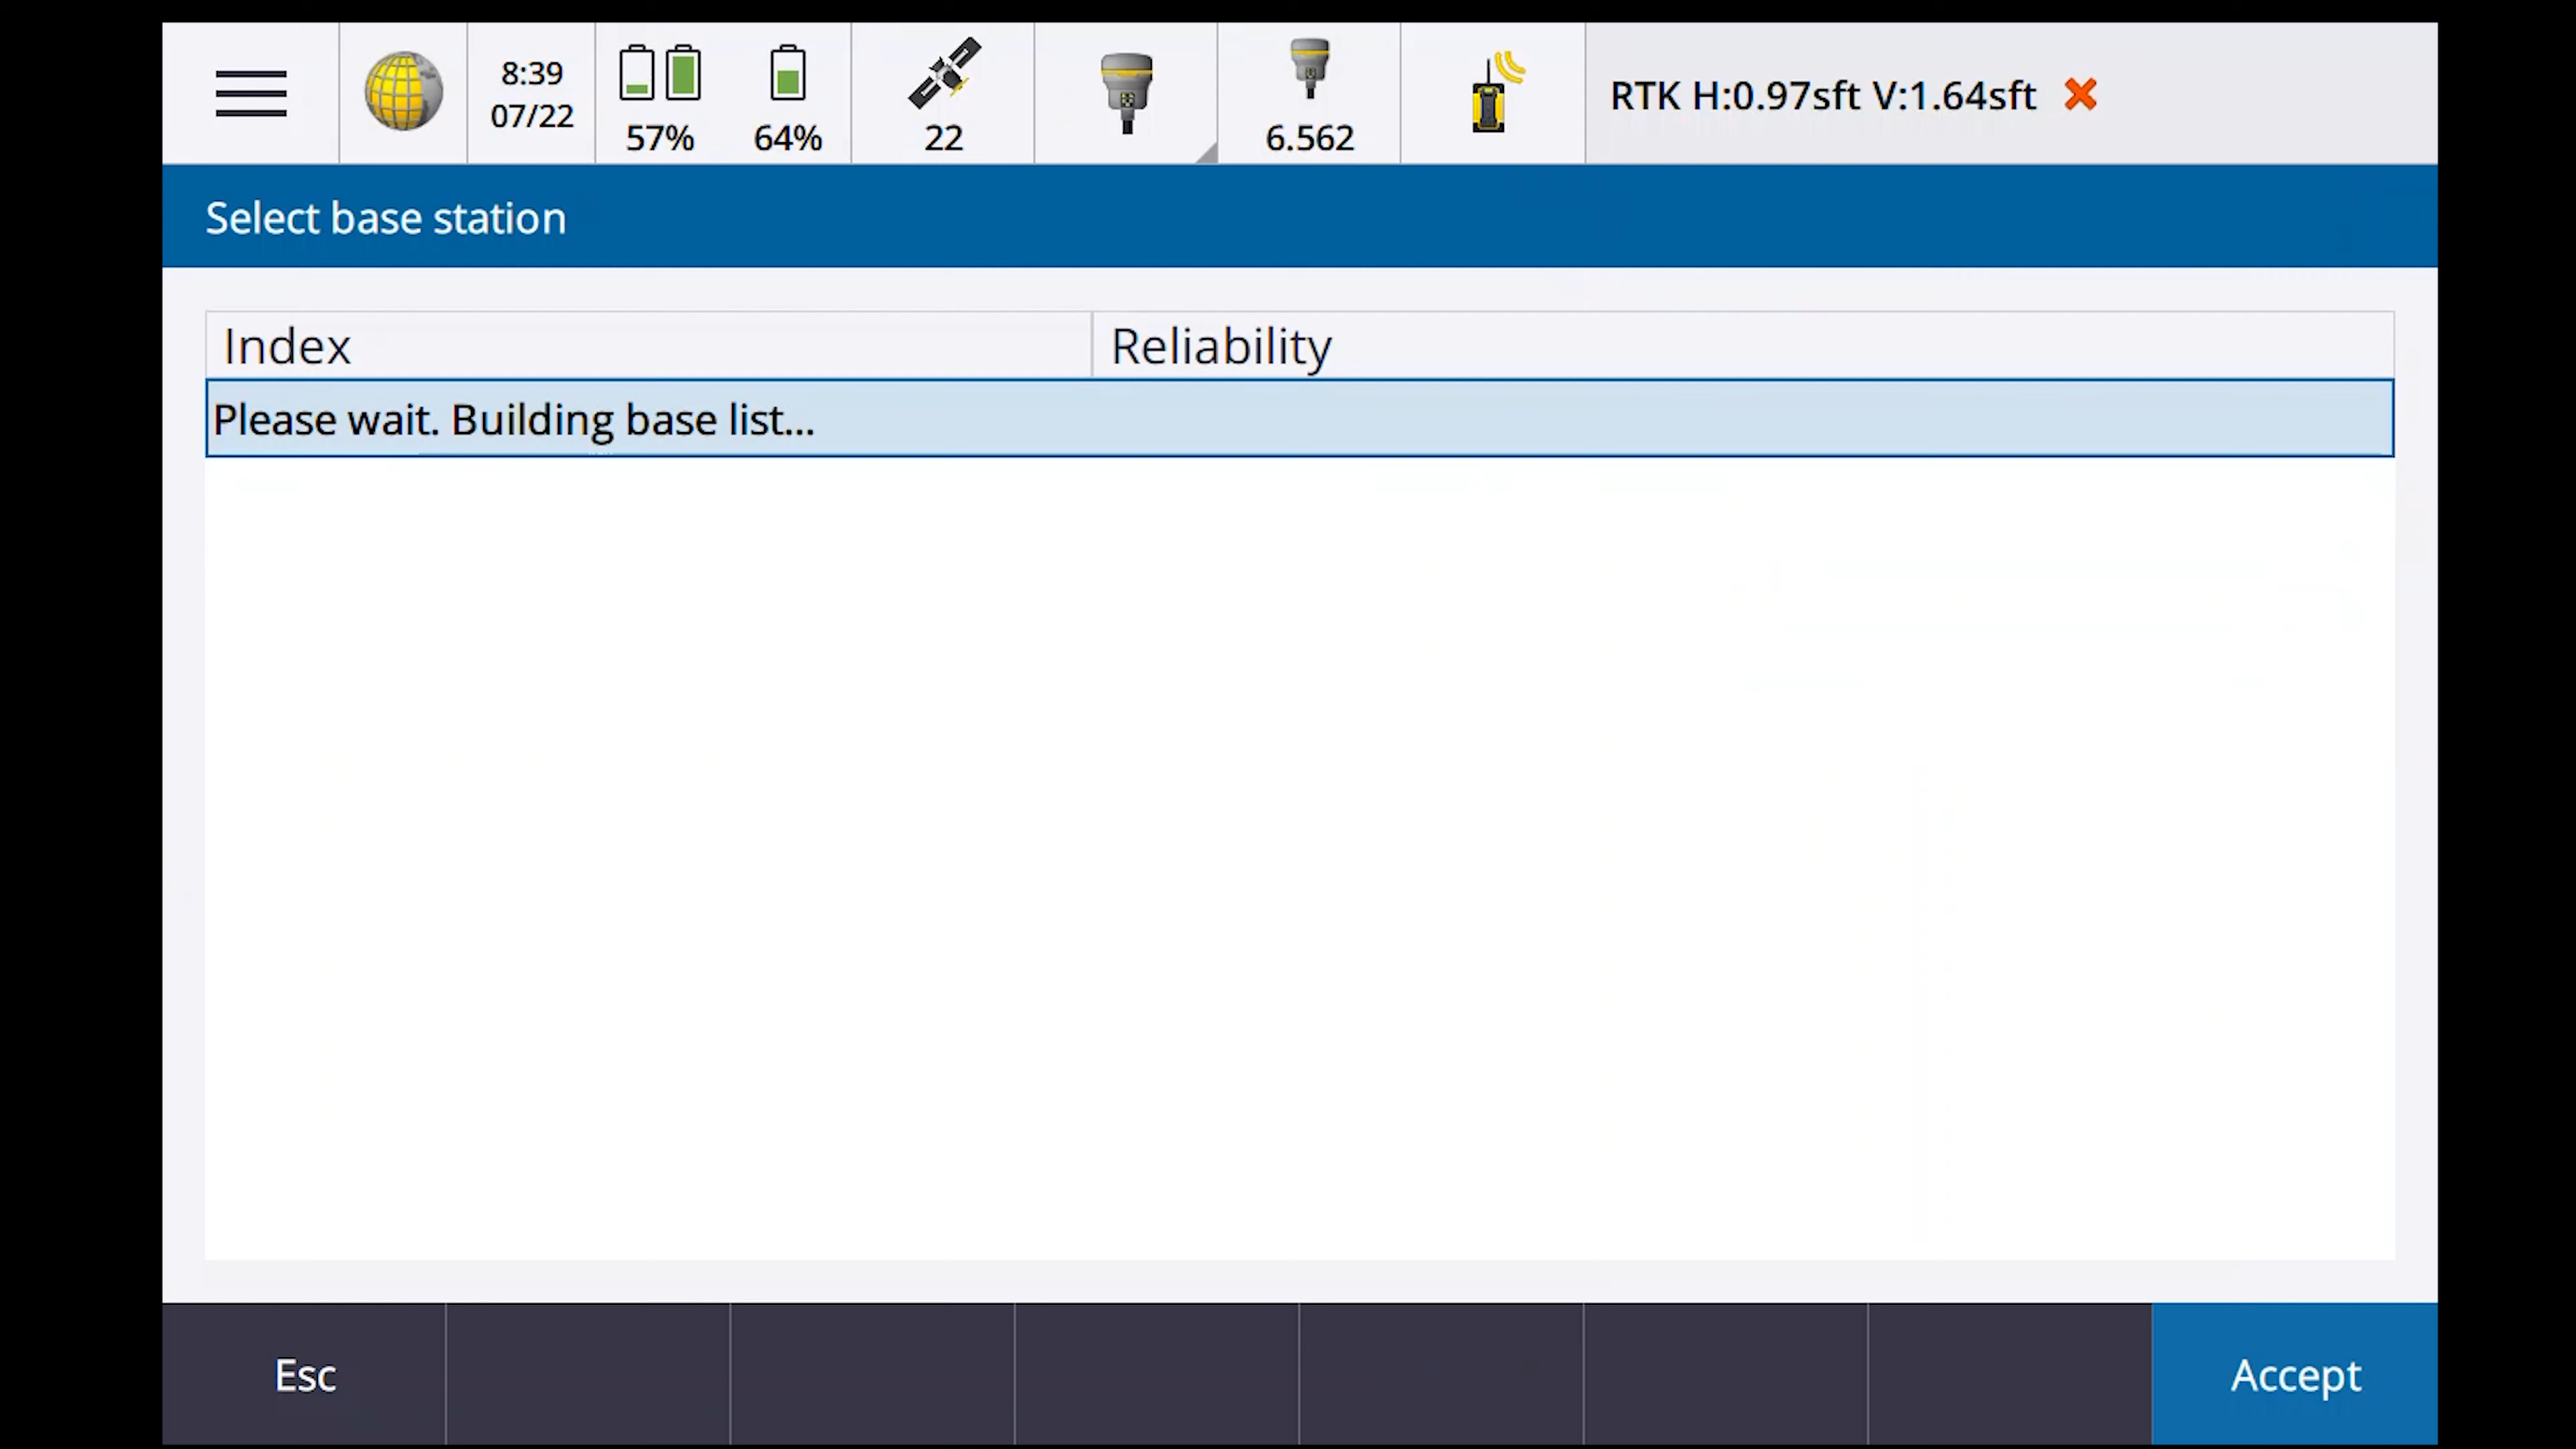 8:39
07/22
57%
64%
22
6.562
RTK H:0.97sft V:1.64sft
Select base station
Index
Reliability
Please wait. Building base list...
Esc
Accept